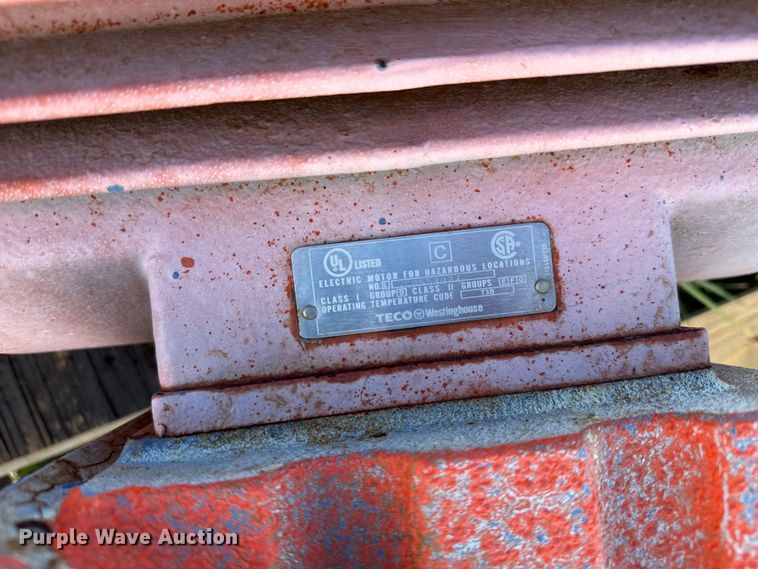 UL LISTED C SA®
ELECTRIC MOTOR FOR HAZARDOUS LOCATIONS
NO. E
CLASS I GROUP D CLASS II GROUPS E F G
OPERATING TEMPERATURE CODE T3B
TECO Westinghouse
Purple Wave Auction